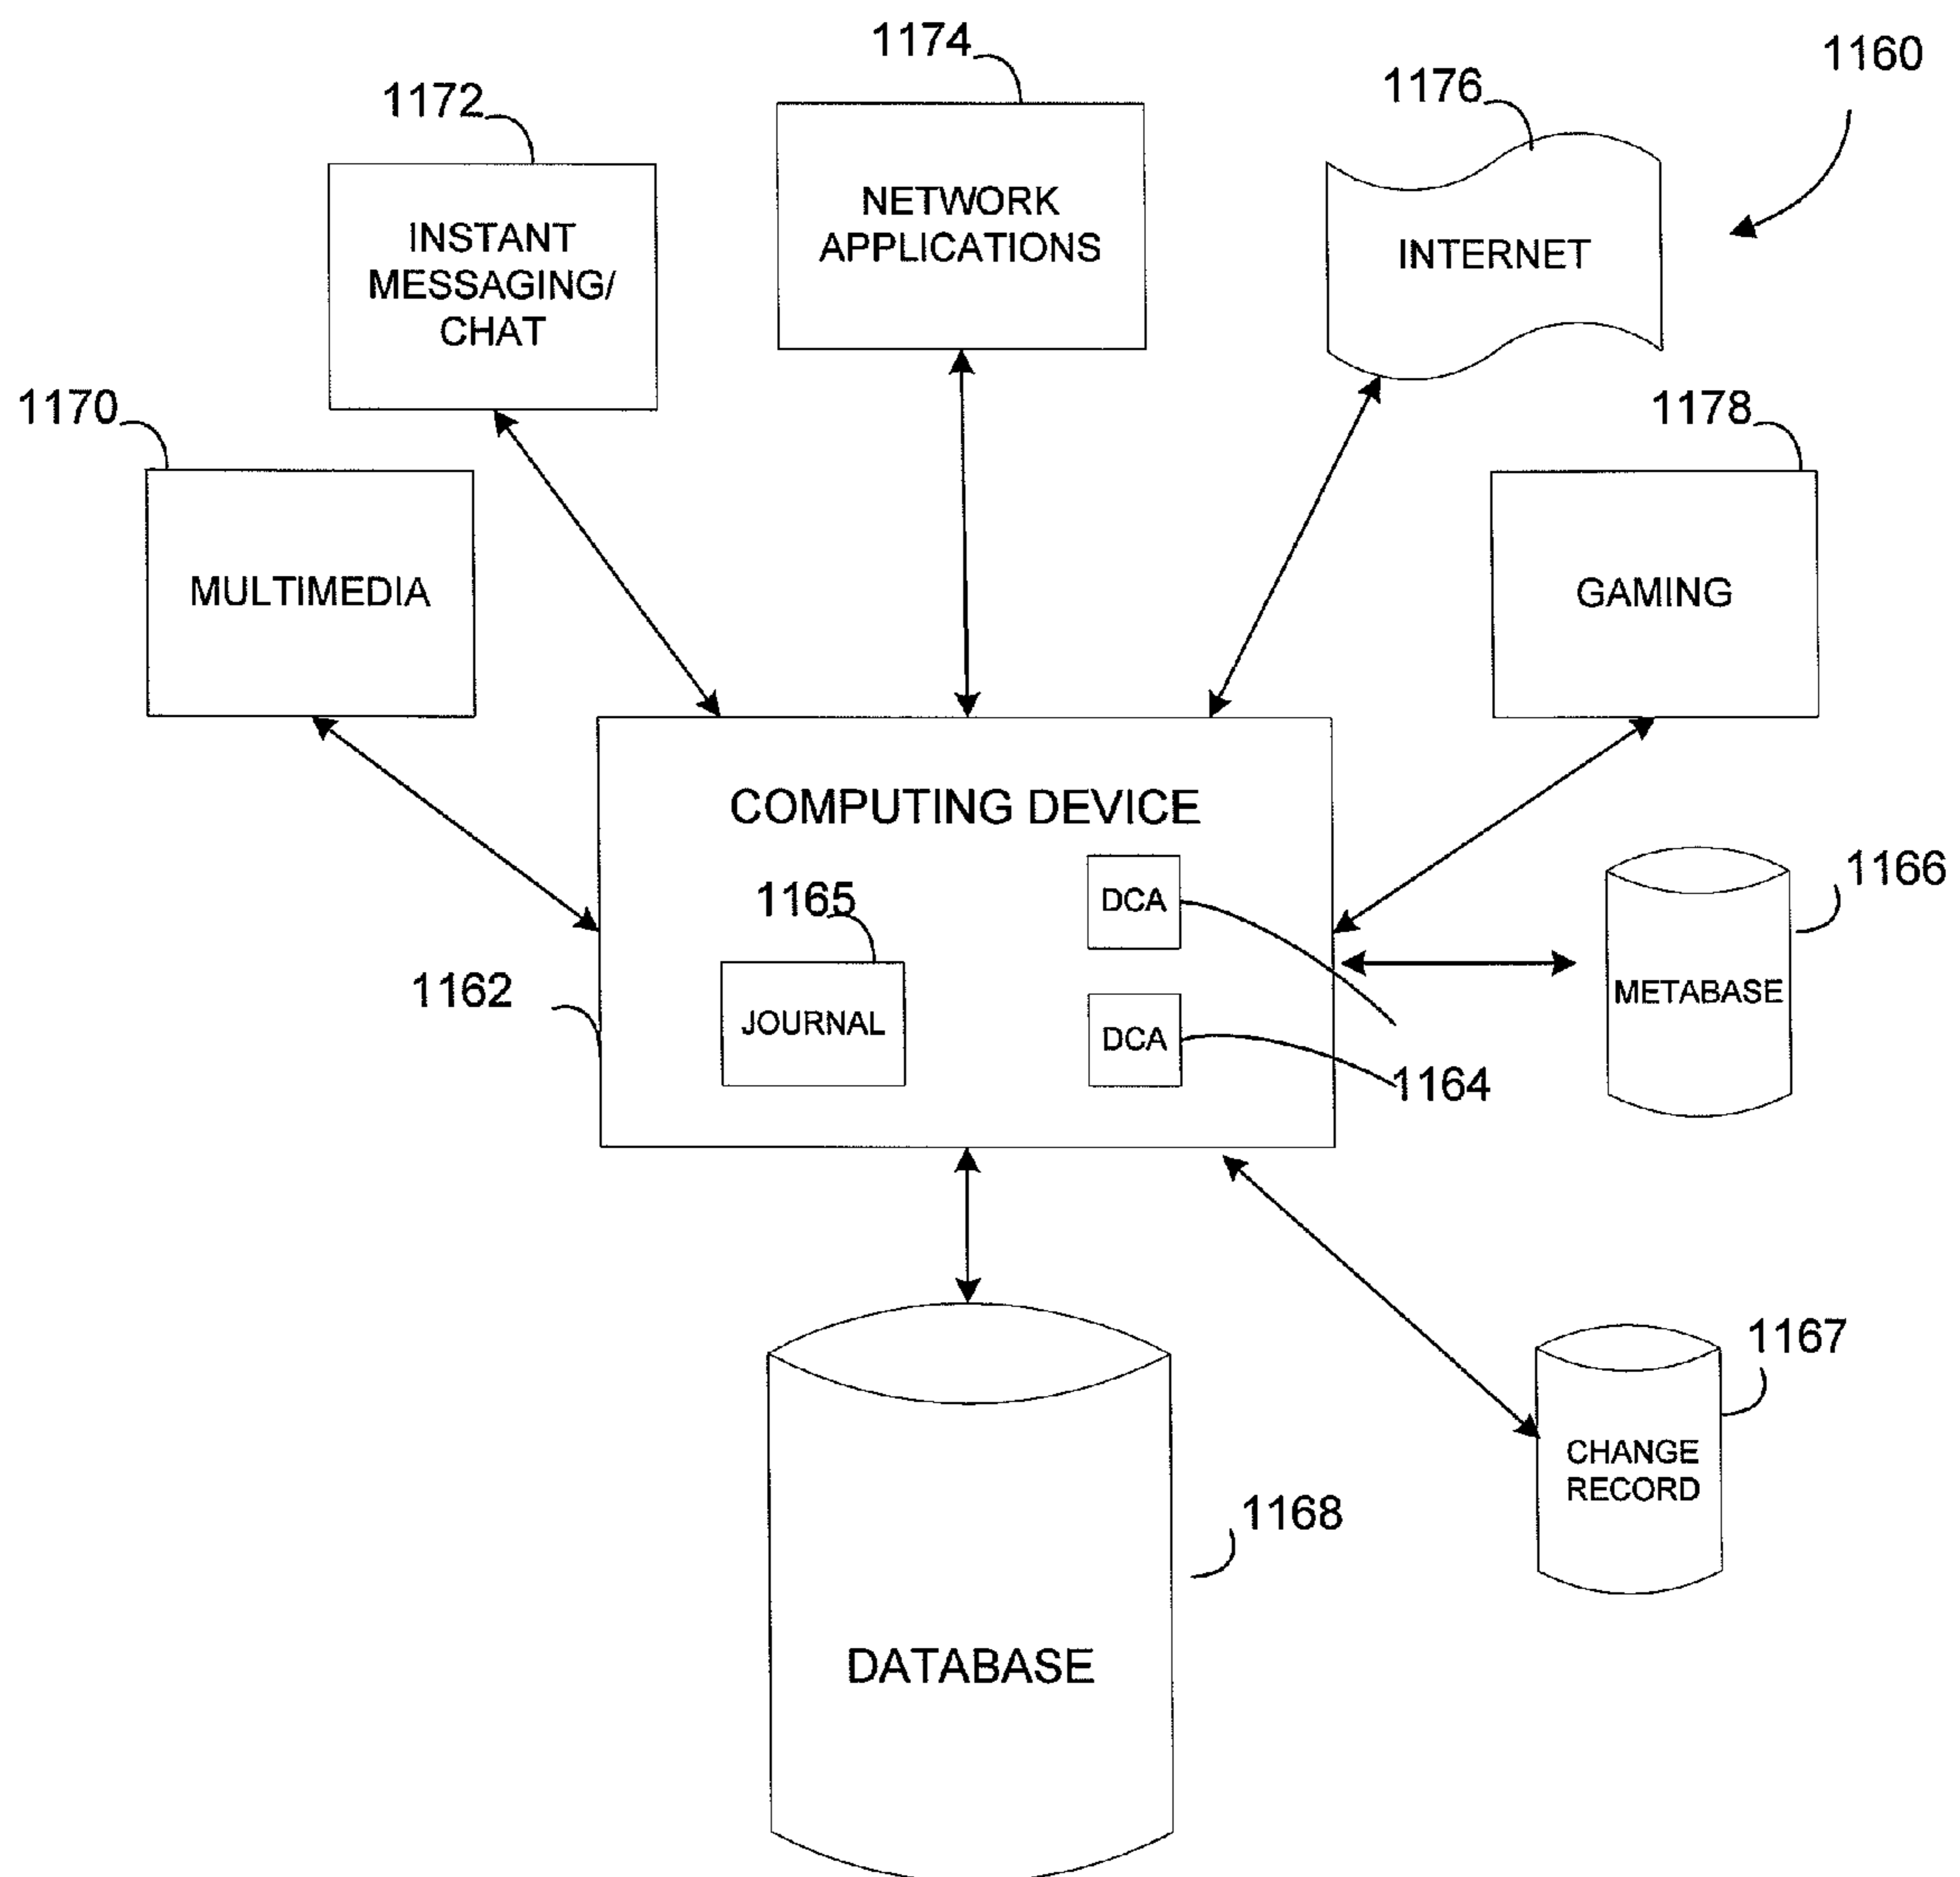 1174
1160
1172
1176
NETWORK
APPLICATIONS
INSTANT
MESSAGING/
CHAT
INTERNET
1170
1178
MULTIMEDIA
GAMING
COMPUTING DEVICE
1166
1165
DCA
METABASE
1162
JOURNAL
DCA
1164
1167
CHANGE
RECORD
1168
DATABASE